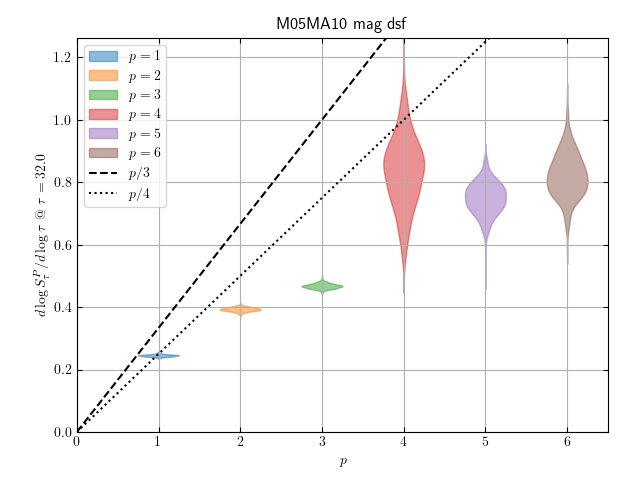 M05MA10 mag dsf
d log S_τ^P / d log τ @ τ = 32.0
1.2
1.0
0.8
0.6
0.4
0.2
0.0
p = 1
p = 2
p = 3
p = 4
p = 5
p = 6
p/3
p/4
0 1 2 3 4 5 6
p